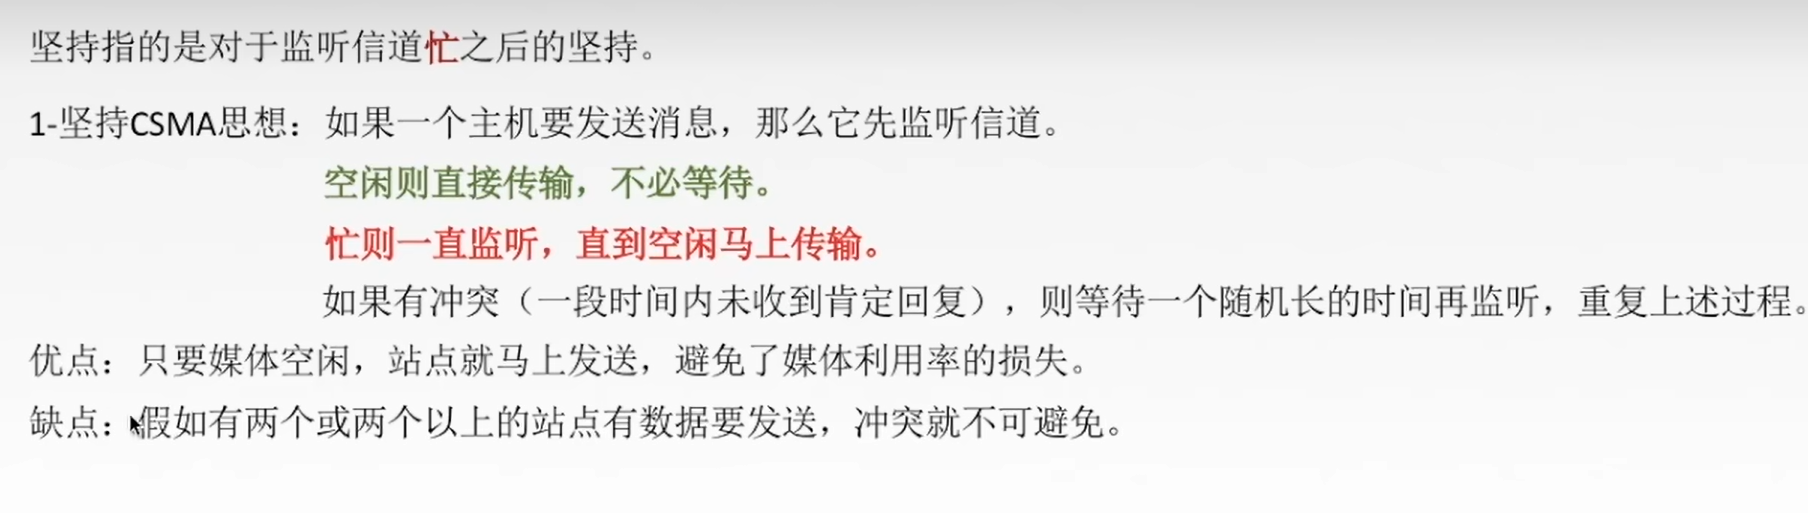 坚持指的是对于监听信道忙之后的坚持。
1-坚持CSMA思想：如果一个主机要发送消息，那么它先监听信道。
空闲则直接传输，不必等待。
忙则一直监听，直到空闲马上传输。
如果有冲突（一段时间内未收到肯定回复），则等待一个随机长的时间再监听，重复上述过程。
优点：只要媒体空闲，站点就马上发送，避免了媒体利用率的损失。
缺点：假如有两个或两个以上的站点有数据要发送，冲突就不可避免。